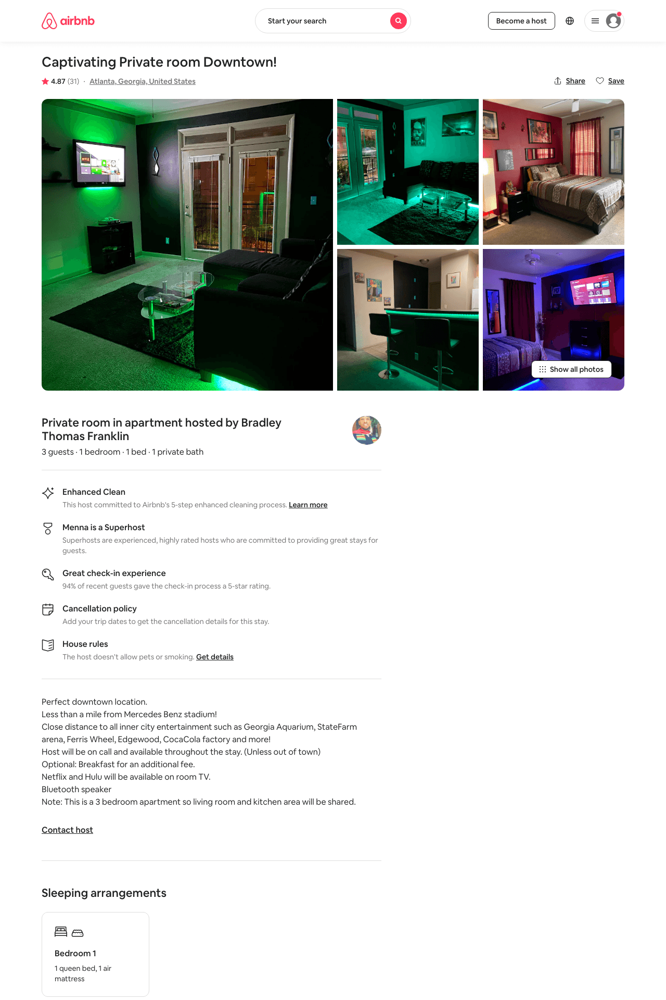 airbnb
Start your search
Become a host
Captivating Private room Downtown!
4.87 (31) · Atlanta, Georgia, United States
Share
Save
NETFLIX
Show all photos
Private room in apartment hosted by Bradley
Thomas Franklin
3 guests · 1 bedroom · 1 bed · 1 private bath
Enhanced Clean
This host committed to Airbnb's 5-step enhanced cleaning process. Learn more
Menna is a Superhost
Superhosts are experienced, highly rated hosts who are committed to providing great stays for
guests.
Great check-in experience
94% of recent guests gave the check-in process a 5-star rating.
Cancellation policy
Add your trip dates to get the cancellation details for this stay.
House rules
The host doesn't allow pets or smoking. Get details
Perfect downtown location.
Less than a mile from Mercedes Benz stadium!
Close distance to all inner city entertainment such as Georgia Aquarium, StateFarm
arena, Ferris Wheel, Edgewood, CocaCola factory and more!
Host will be on call and available throughout the stay. (Unless out of town)
Optional: Breakfast for an additional fee.
Netflix and Hulu will be available on room TV.
Bluetooth speaker
Note: This is a 3 bedroom apartment so living room and kitchen area will be shared.
Contact host
Sleeping arrangements
Bedroom 1
1 queen bed, 1 air
mattress